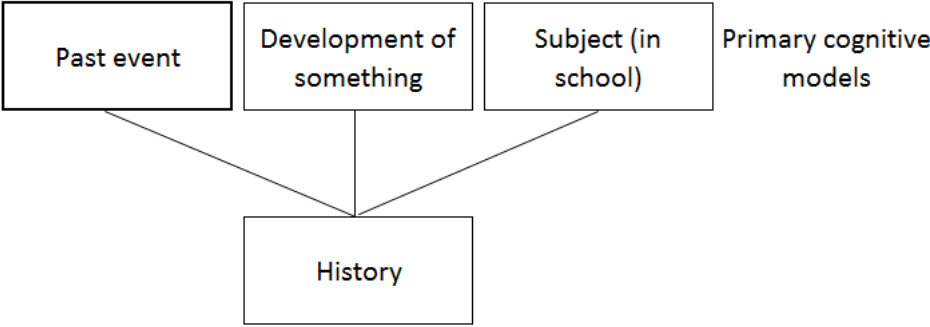 Past event
Development of
something
Subject (in
school)
Primary cognitive
models
History